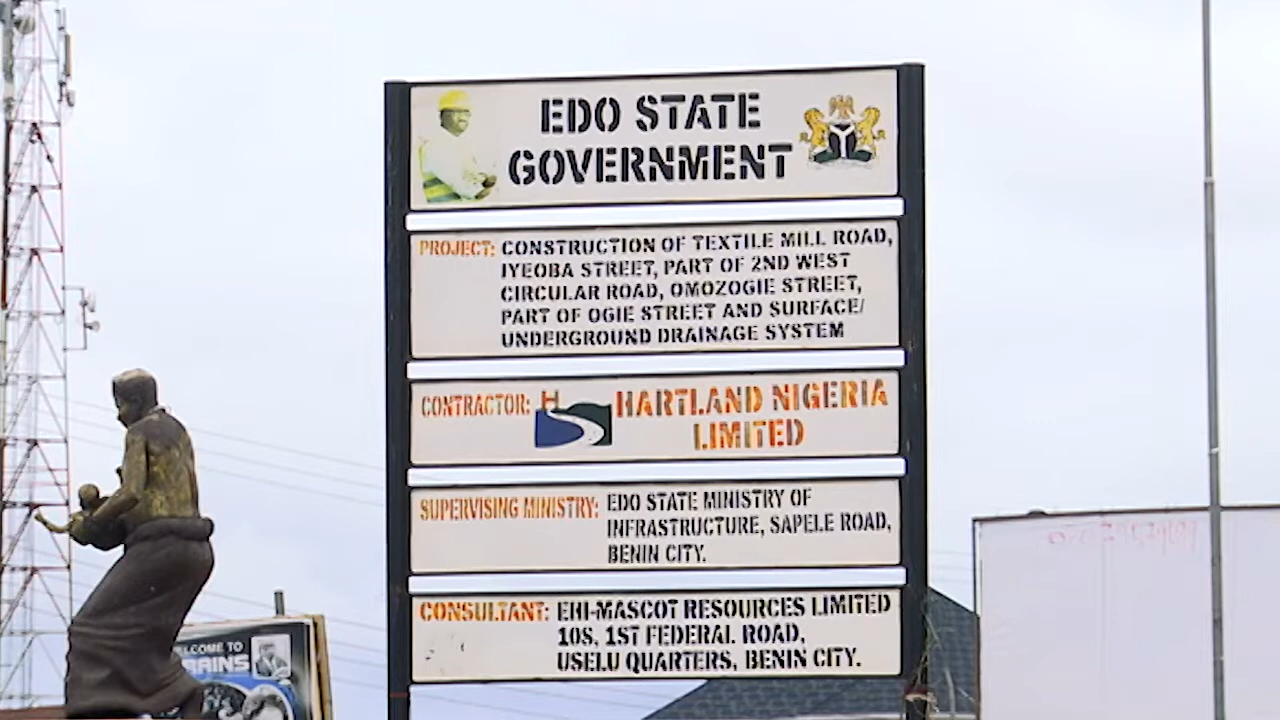 EDO STATE
GOVERNMENT
PROJECT: CONSTRUCTION OF TEXTILE MILL ROAD,
IYEOBA STREET, PART OF 2ND WEST
CIRCULAR ROAD, OMOZOGIE STREET,
PART OF OGIE STREET AND SURFACE/
UNDERGROUND DRAINAGE SYSTEM
CONTRACTOR: H HARTLAND NIGERIA
LIMITED
SUPERVISING MINISTRY: EDO STATE MINISTRY OF
INFRASTRUCTURE, SAPELE ROAD,
BENIN CITY.
CONSULTANT: EHI-MASCOT RESOURCES LIMITED
10S, 1ST FEDERAL ROAD,
USELU QUARTERS, BENIN CITY.
ELCOME TO
BRAINS